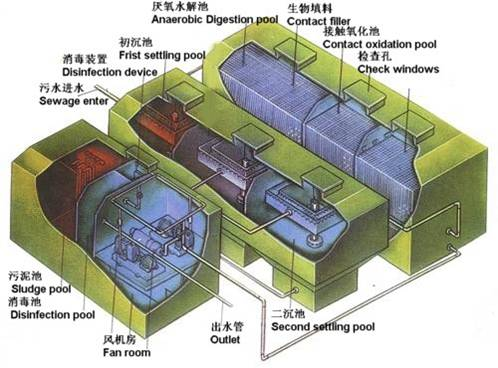 厌氧水解池
Anaerobic Digestion pool
生物填料
Contact filler
接触氧化池
Contact oxidation pool
检查孔
Check windows
初沉池
Frist settling pool
消毒装置
Disinfection device
污水进水
Sewage enter
污泥池
Sludge pool
消毒池
Disinfection pool
风机房
Fan room
出水管
Outlet
二沉池
Second settling pool